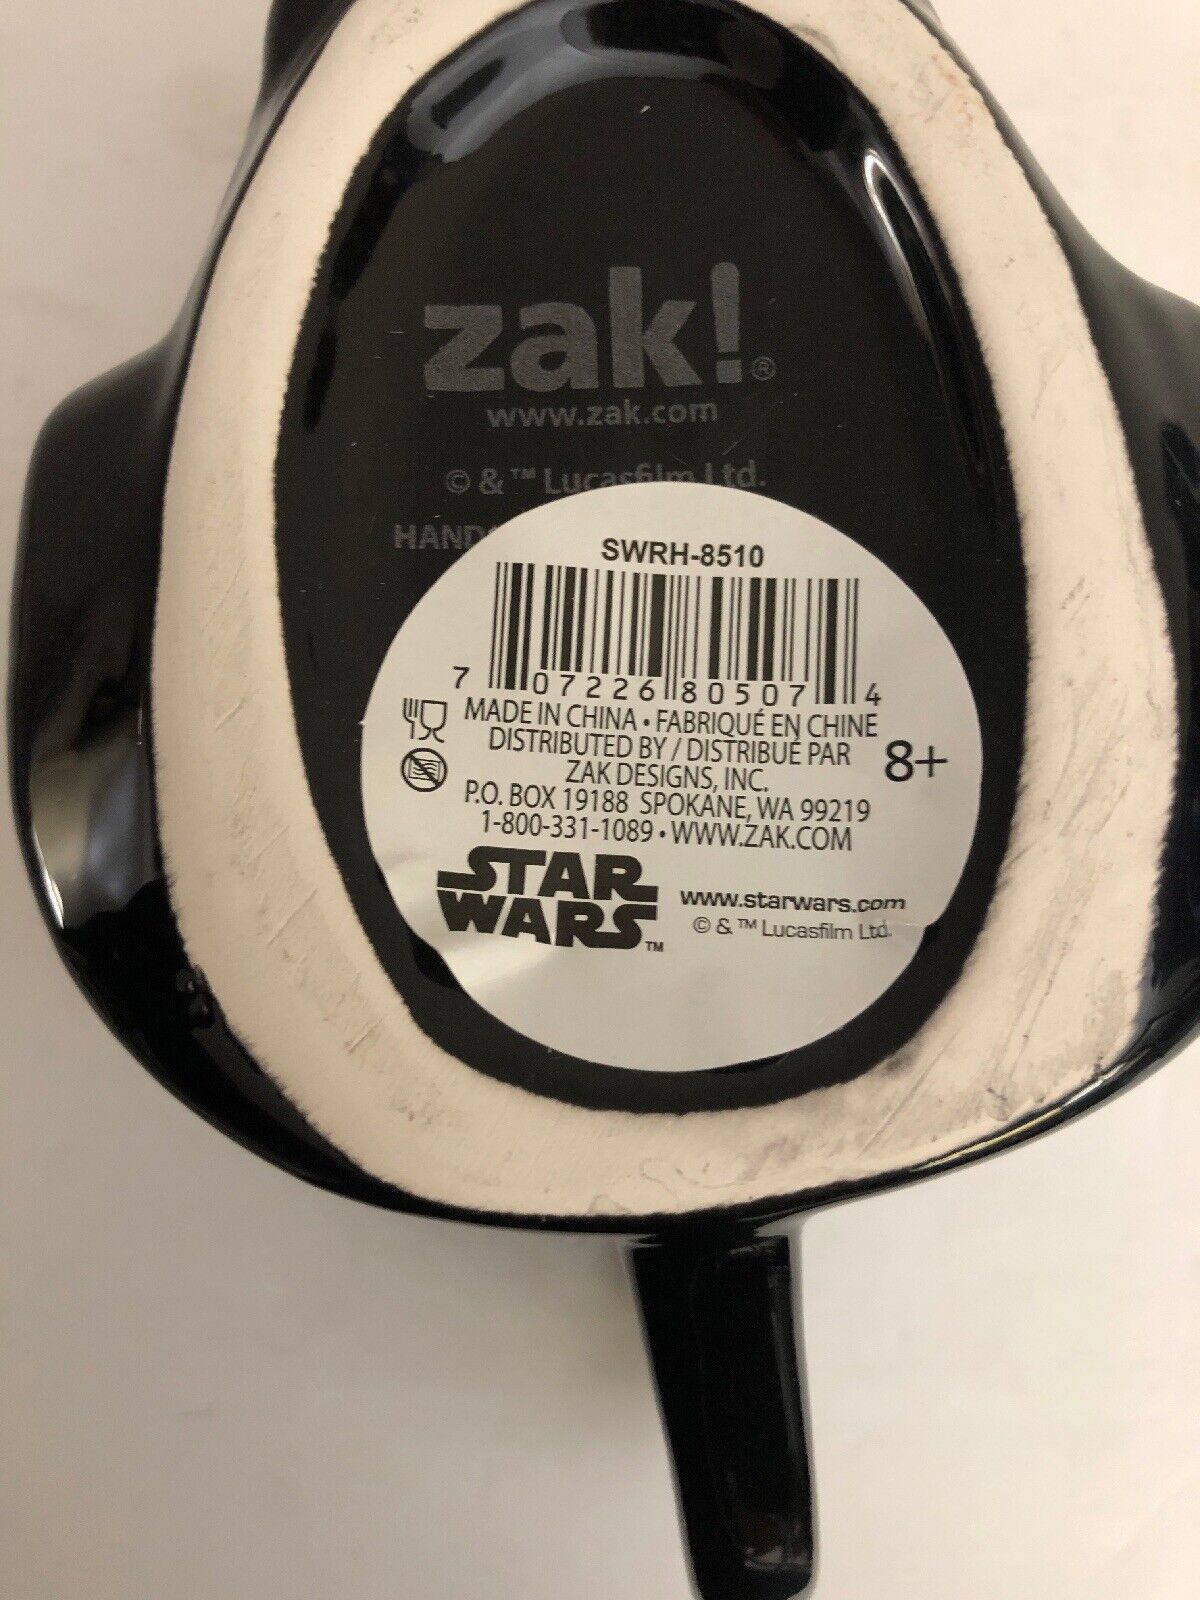 zak!®
www.zak.com
© & ™ Lucasfilm Ltd.
SWRH-8510
7 07226 80507 4
MADE IN CHINA • FABRIQUÉ EN CHINE
DISTRIBUTED BY / DISTRIBUÉ PAR
ZAK DESIGNS, INC.
8+
P.O. BOX 19188 SPOKANE, WA 99219
1-800-331-1089 • WWW.ZAK.COM
STAR
WARS™
www.starwars.com
© & ™ Lucasfilm Ltd.